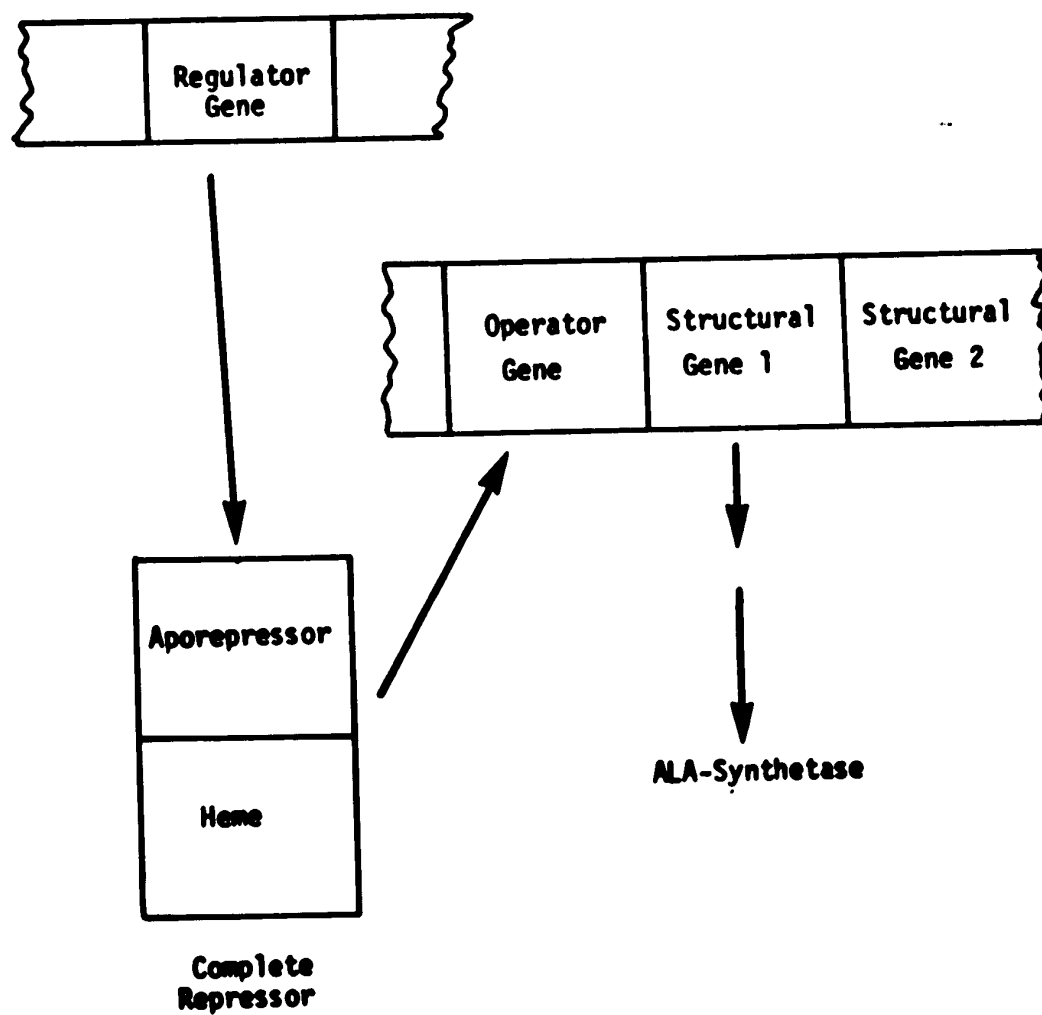 Regulator
Gene
Operator
Gene
Structural
Gene 1
Structural
Gene 2
Aporepressor
Heme
ALA-Synthetase
Complete
Repressor